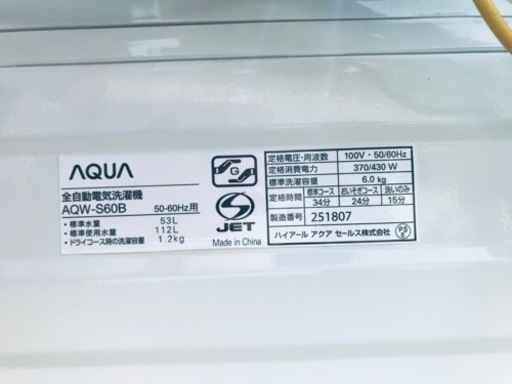 AQUA
全自動電気洗濯機
AQW-S60B 50-60Hz用
・標準水量 53L
・標準使用水量 112L
・ドライコース時の洗濯容量 1.2kg
G
JET
Made in China
定格電圧・周波数 100V・50/60Hz
定格消費電力 370/430 W
標準洗濯容量 6.0 kg
定格時間 標準コース おいそぎコース 洗いのみ
34分 24分 15分
製造番号 251807
ハイアール アクア セールス株式会社
PS
E